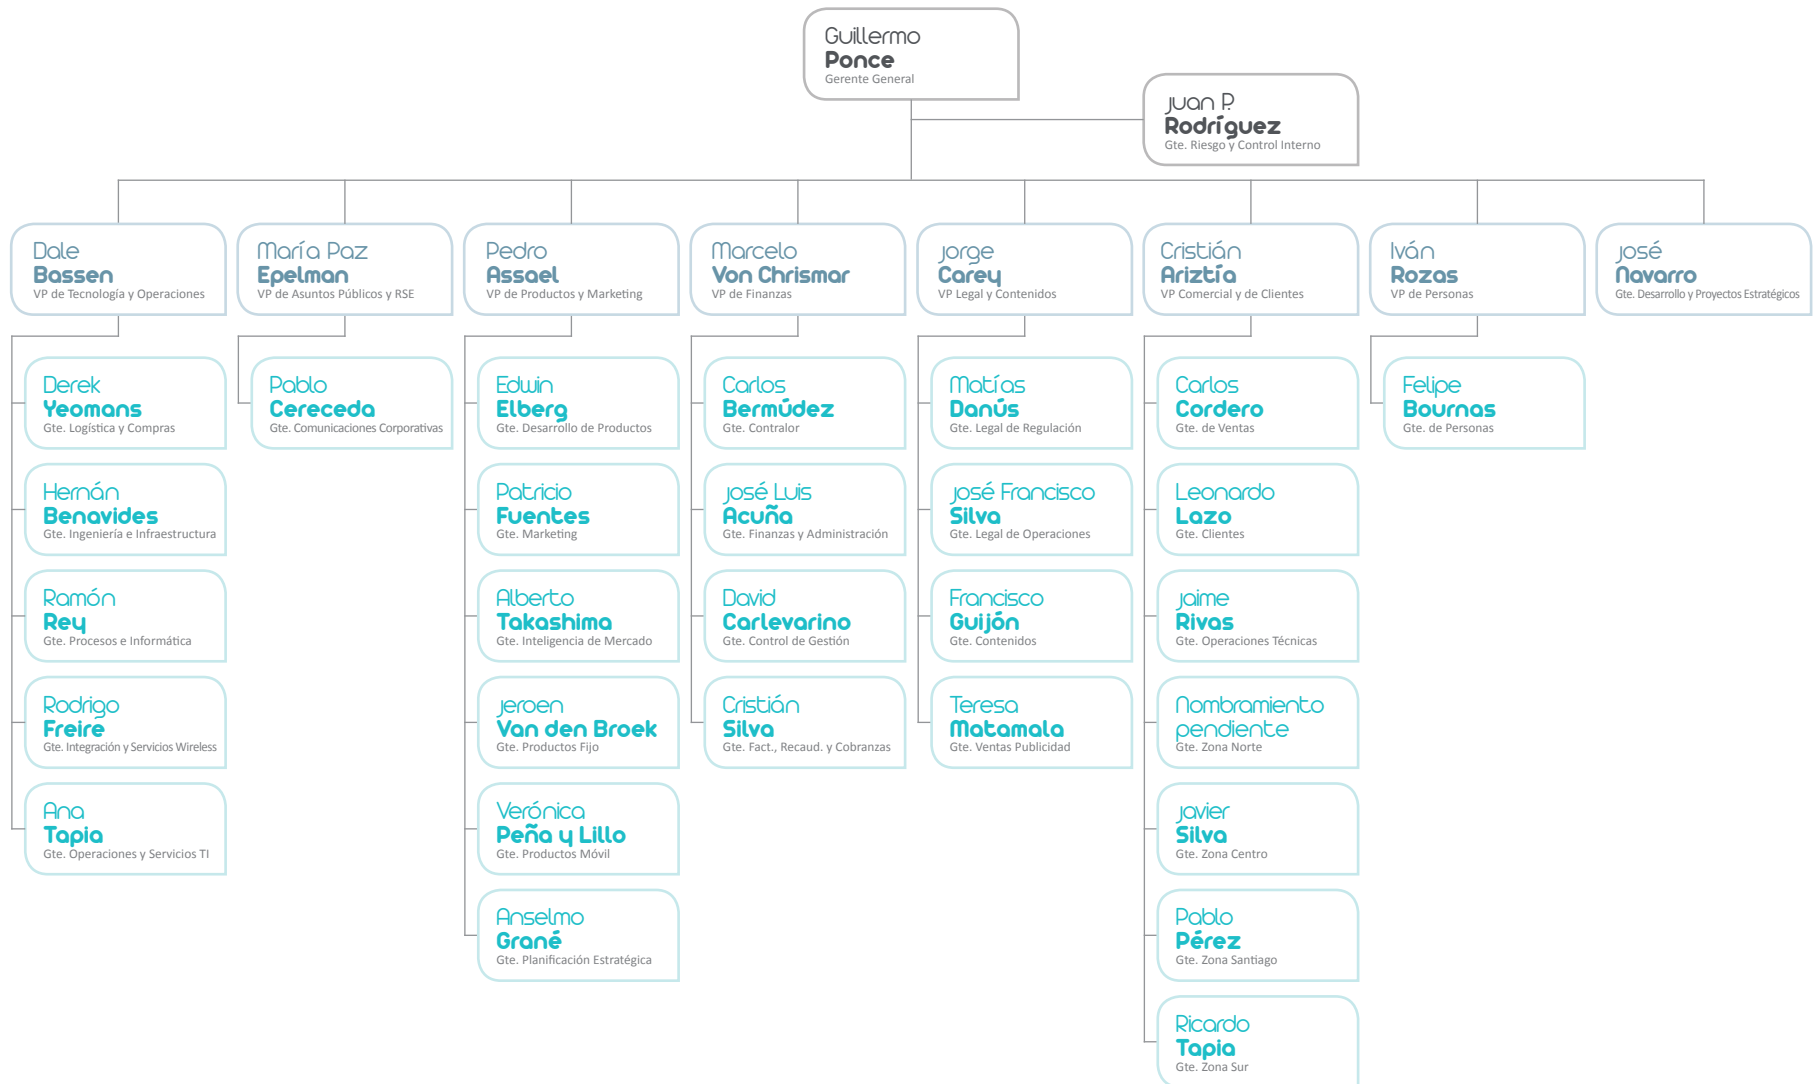 Guillermo
Ponce
Gerente General
Juan P.
Rodríguez
Gte. Riesgo y Control Interno
Dale
Bassen
VP de Tecnología y Operaciones
María Paz
Epelman
VP de Asuntos Públicos y RSE
Pedro
Assael
VP de Productos y Marketing
Marcelo
Von Chrismar
VP de Finanzas
Jorge
Carey
VP Legal y Contenidos
Cristián
Ariztía
VP Comercial y de Clientes
Iván
Rozas
VP de Personas
José
Navarro
Gte. Desarrollo y Proyectos Estratégicos
Derek
Yeomans
Gte. Logística y Compras
Hernán
Benavides
Gte. Ingeniería e Infraestructura
Ramón
Rey
Gte. Procesos e Informática
Rodrigo
Freire
Gte. Integración y Servicios Wireless
Ana
Tapia
Gte. Operaciones y Servicios TI
Pablo
Cereceda
Gte. Comunicaciones Corporativas
Edwin
Elberg
Gte. Desarrollo de Productos
Patricio
Fuentes
Gte. Marketing
Alberto
Takashima
Gte. Inteligencia de Mercado
Jeroen
Van den Broek
Gte. Productos Fijo
Verónica
Peña y Lillo
Gte. Productos Móvil
Anselmo
Grané
Gte. Planificación Estratégica
Carlos
Bermúdez
Gte. Contralor
José Luis
Acuña
Gte. Finanzas y Administración
David
Carlevarino
Gte. Control de Gestión
Cristián
Silva
Gte. Fact., Recaud. y Cobranzas
Matías
Danús
Gte. Legal de Regulación
José Francisco
Silva
Gte. Legal de Operaciones
Francisco
Guijón
Gte. Contenidos
Teresa
Matamala
Gte. Ventas Publicidad
Carlos
Cordero
Gte. de Ventas
Leonardo
Lazo
Gte. Clientes
Jaime
Rivas
Gte. Operaciones Técnicas
Nombramiento
pendiente
Gte. Zona Norte
Javier
Silva
Gte. Zona Centro
Pablo
Pérez
Gte. Zona Santiago
Ricardo
Tapia
Gte. Zona Sur
Felipe
Bournas
Gte. de Personas